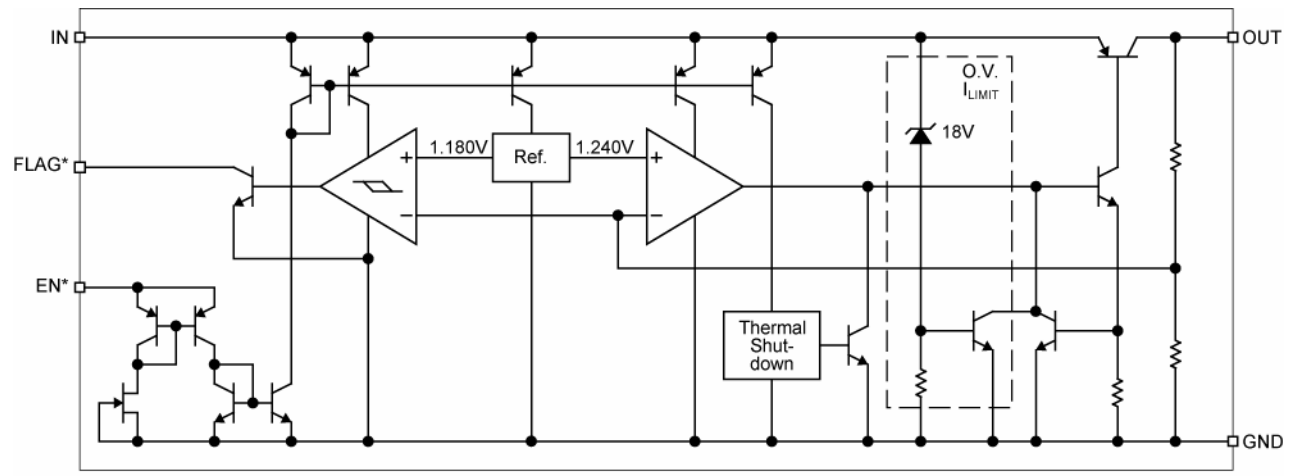 IN
OUT
O.V.
ILIMIT
18V
FLAG*
+
1.180V
Ref.
1.240V
+
−
−
EN*
Thermal
Shut-
down
GND